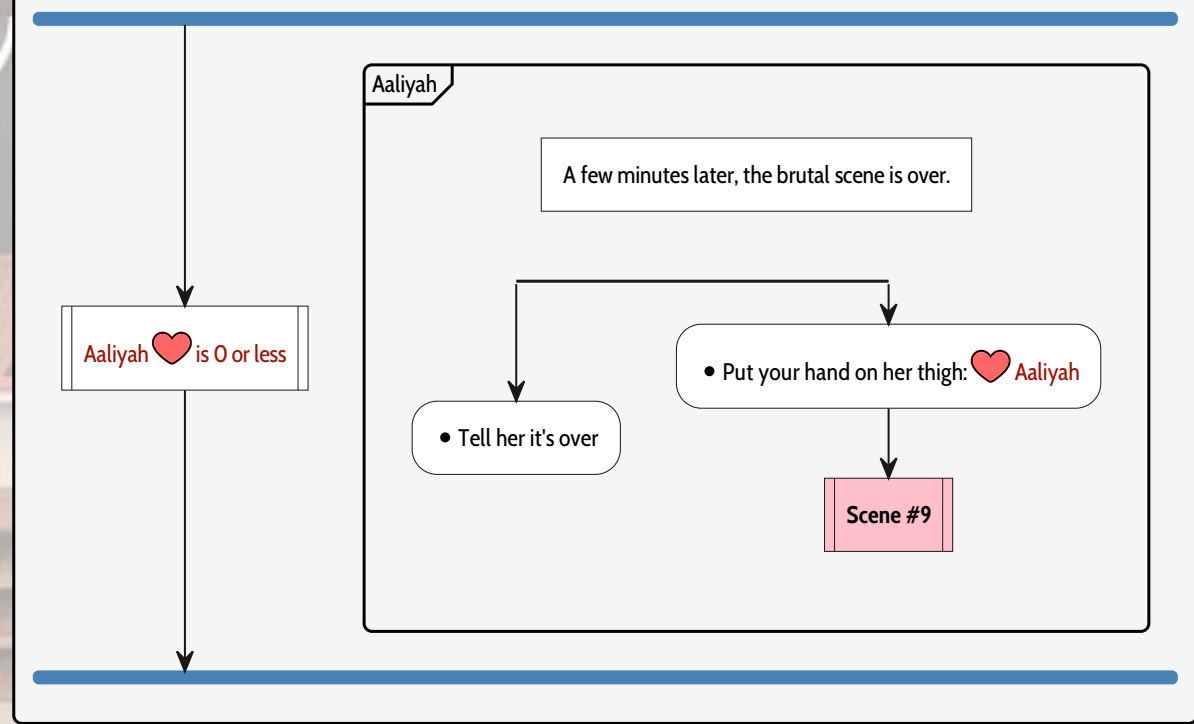 Aaliyah
A few minutes later, the brutal scene is over.
Aaliyah is 0 or less
• Put your hand on her thigh: Aaliyah
• Tell her it's over
Scene #9